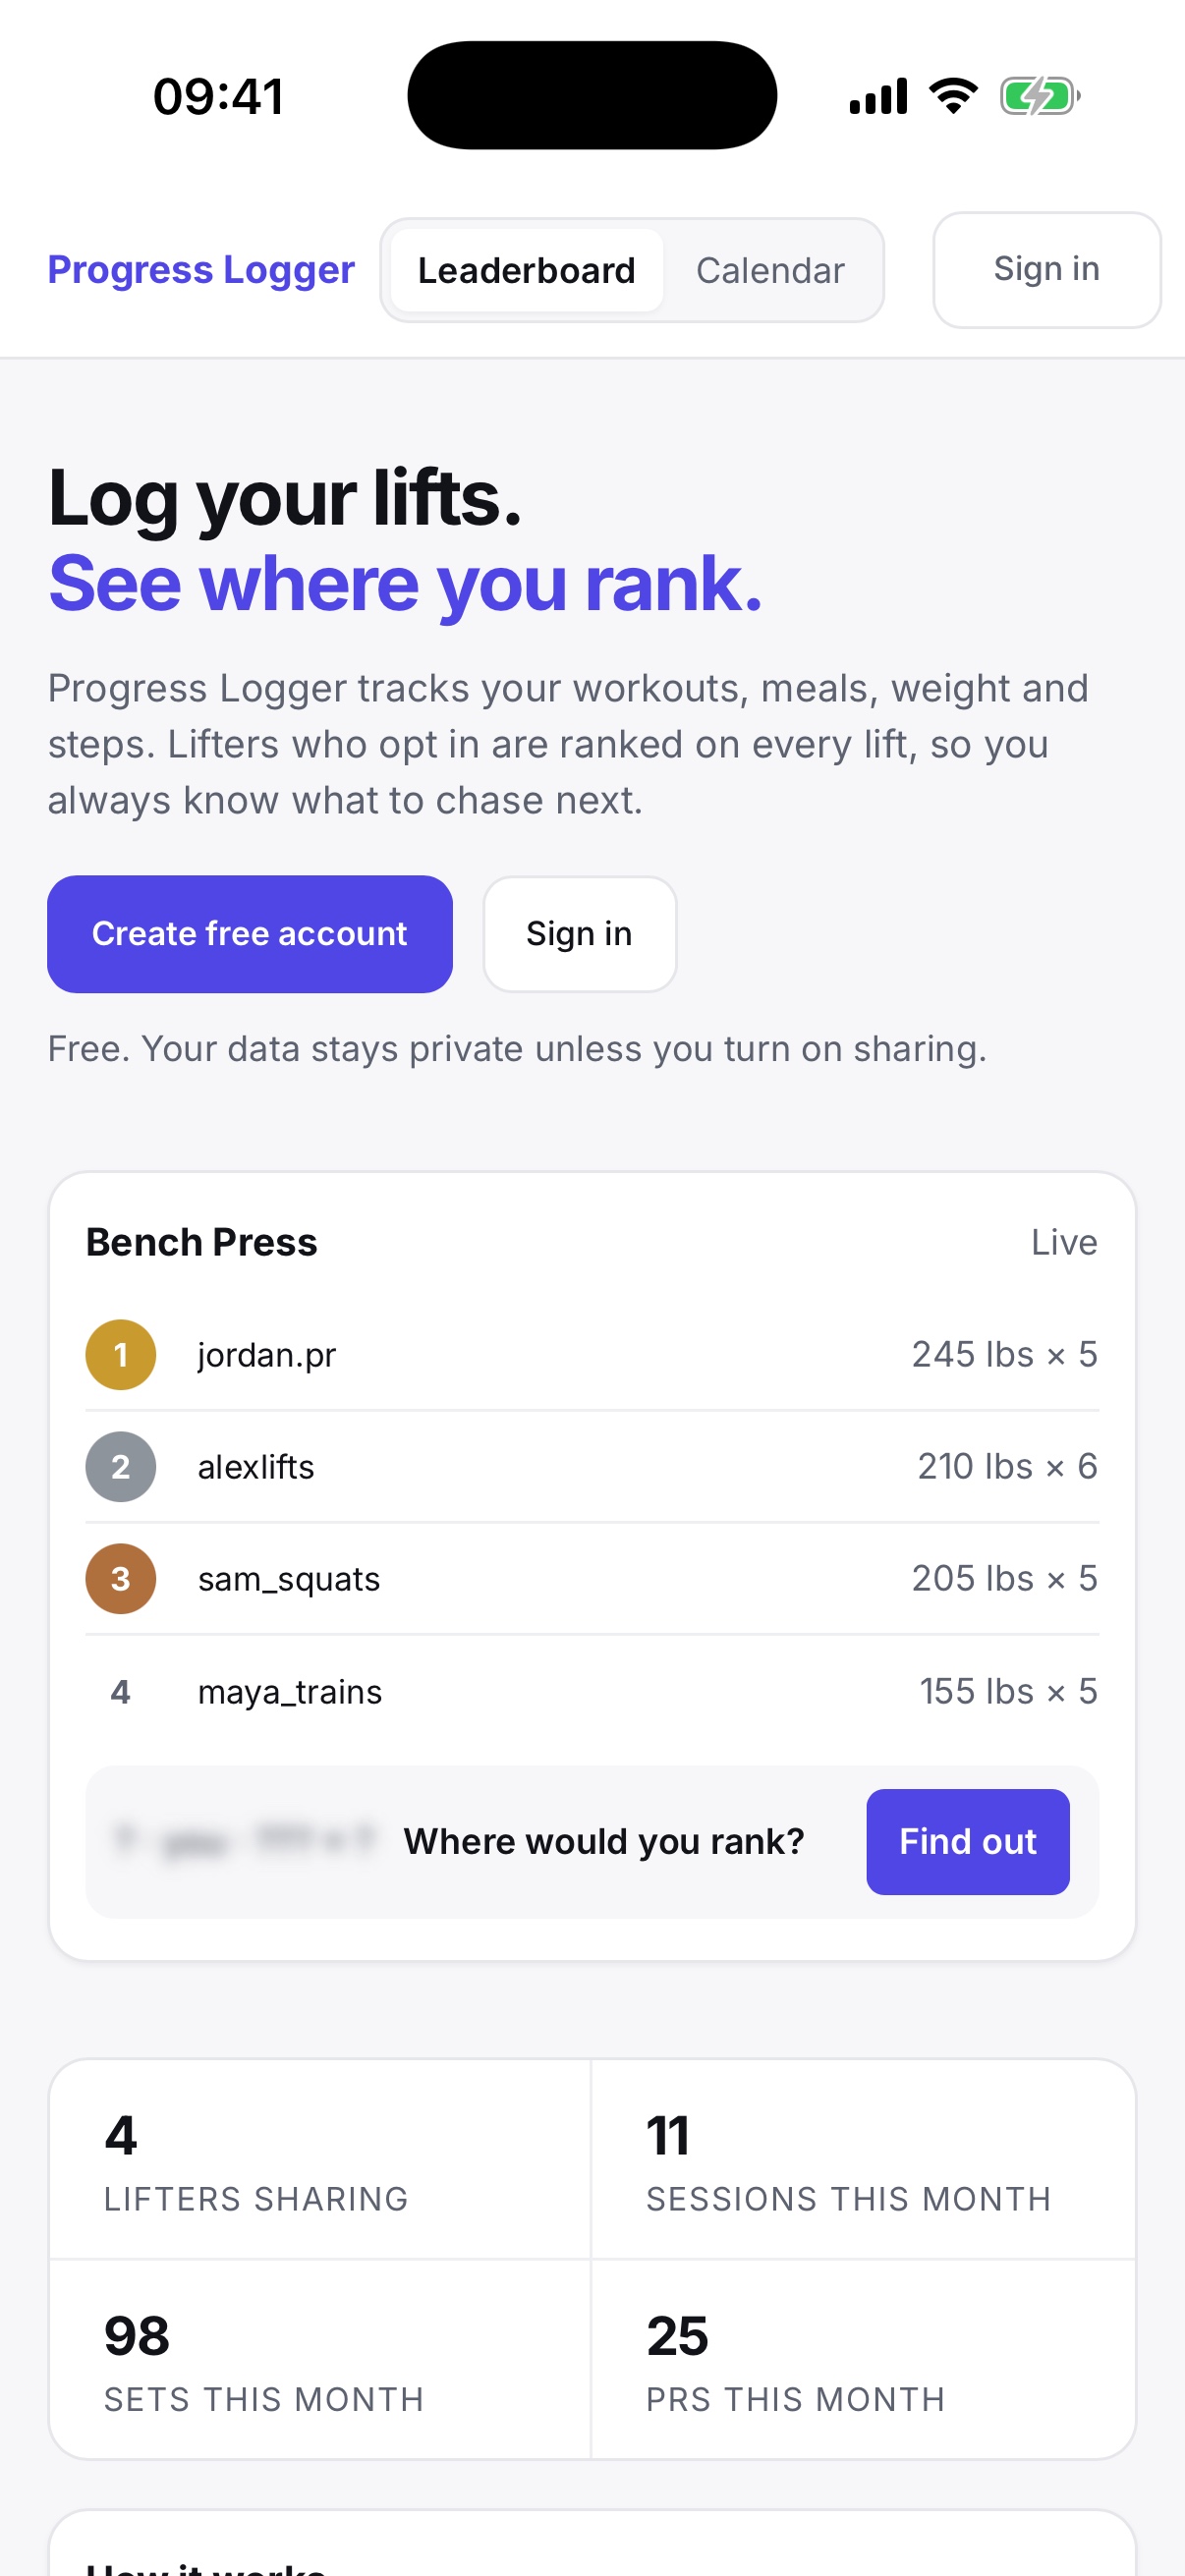 09:41
Progress Logger
Leaderboard
Calendar
Sign in
Log your lifts.
See where you rank.
Progress Logger tracks your workouts, meals, weight and
steps. Lifters who opt in are ranked on every lift, so you
always know what to chase next.
Create free account
Sign in
Free. Your data stays private unless you turn on sharing.
Bench Press
Live
1 jordan.pr 245 lbs × 5
2 alexlifts 210 lbs × 6
3 sam_squats 205 lbs × 5
4 maya_trains 155 lbs × 5
Where would you rank?
Find out
4
LIFTERS SHARING
11
SESSIONS THIS MONTH
98
SETS THIS MONTH
25
PRS THIS MONTH
How it works